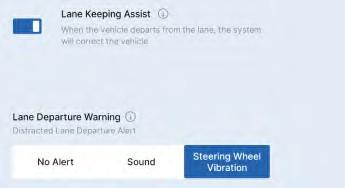 Lane Keeping Assist ⓘ
When the vehicle departs from the lane, the system
will correct the vehicle
Lane Departure Warning ⓘ
Distracted Lane Departure Alert
No Alert
Sound
Steering Wheel
Vibration